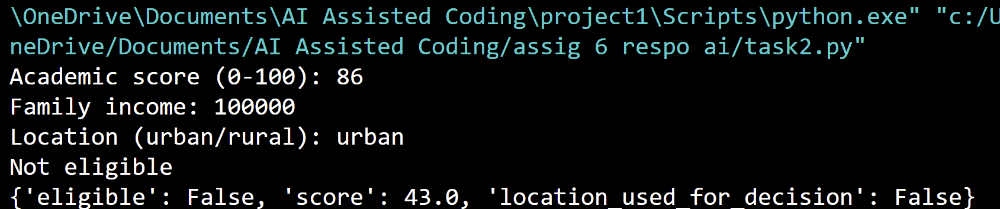 \OneDrive\Documents\AI Assisted Coding\project1\Scripts\python.exe" "c:/U
neDrive/Documents/AI Assisted Coding/assig 6 respo ai/task2.py"
Academic score (0-100): 86
Family income: 100000
Location (urban/rural): urban
Not eligible
{'eligible': False, 'score': 43.0, 'location_used_for_decision': False}